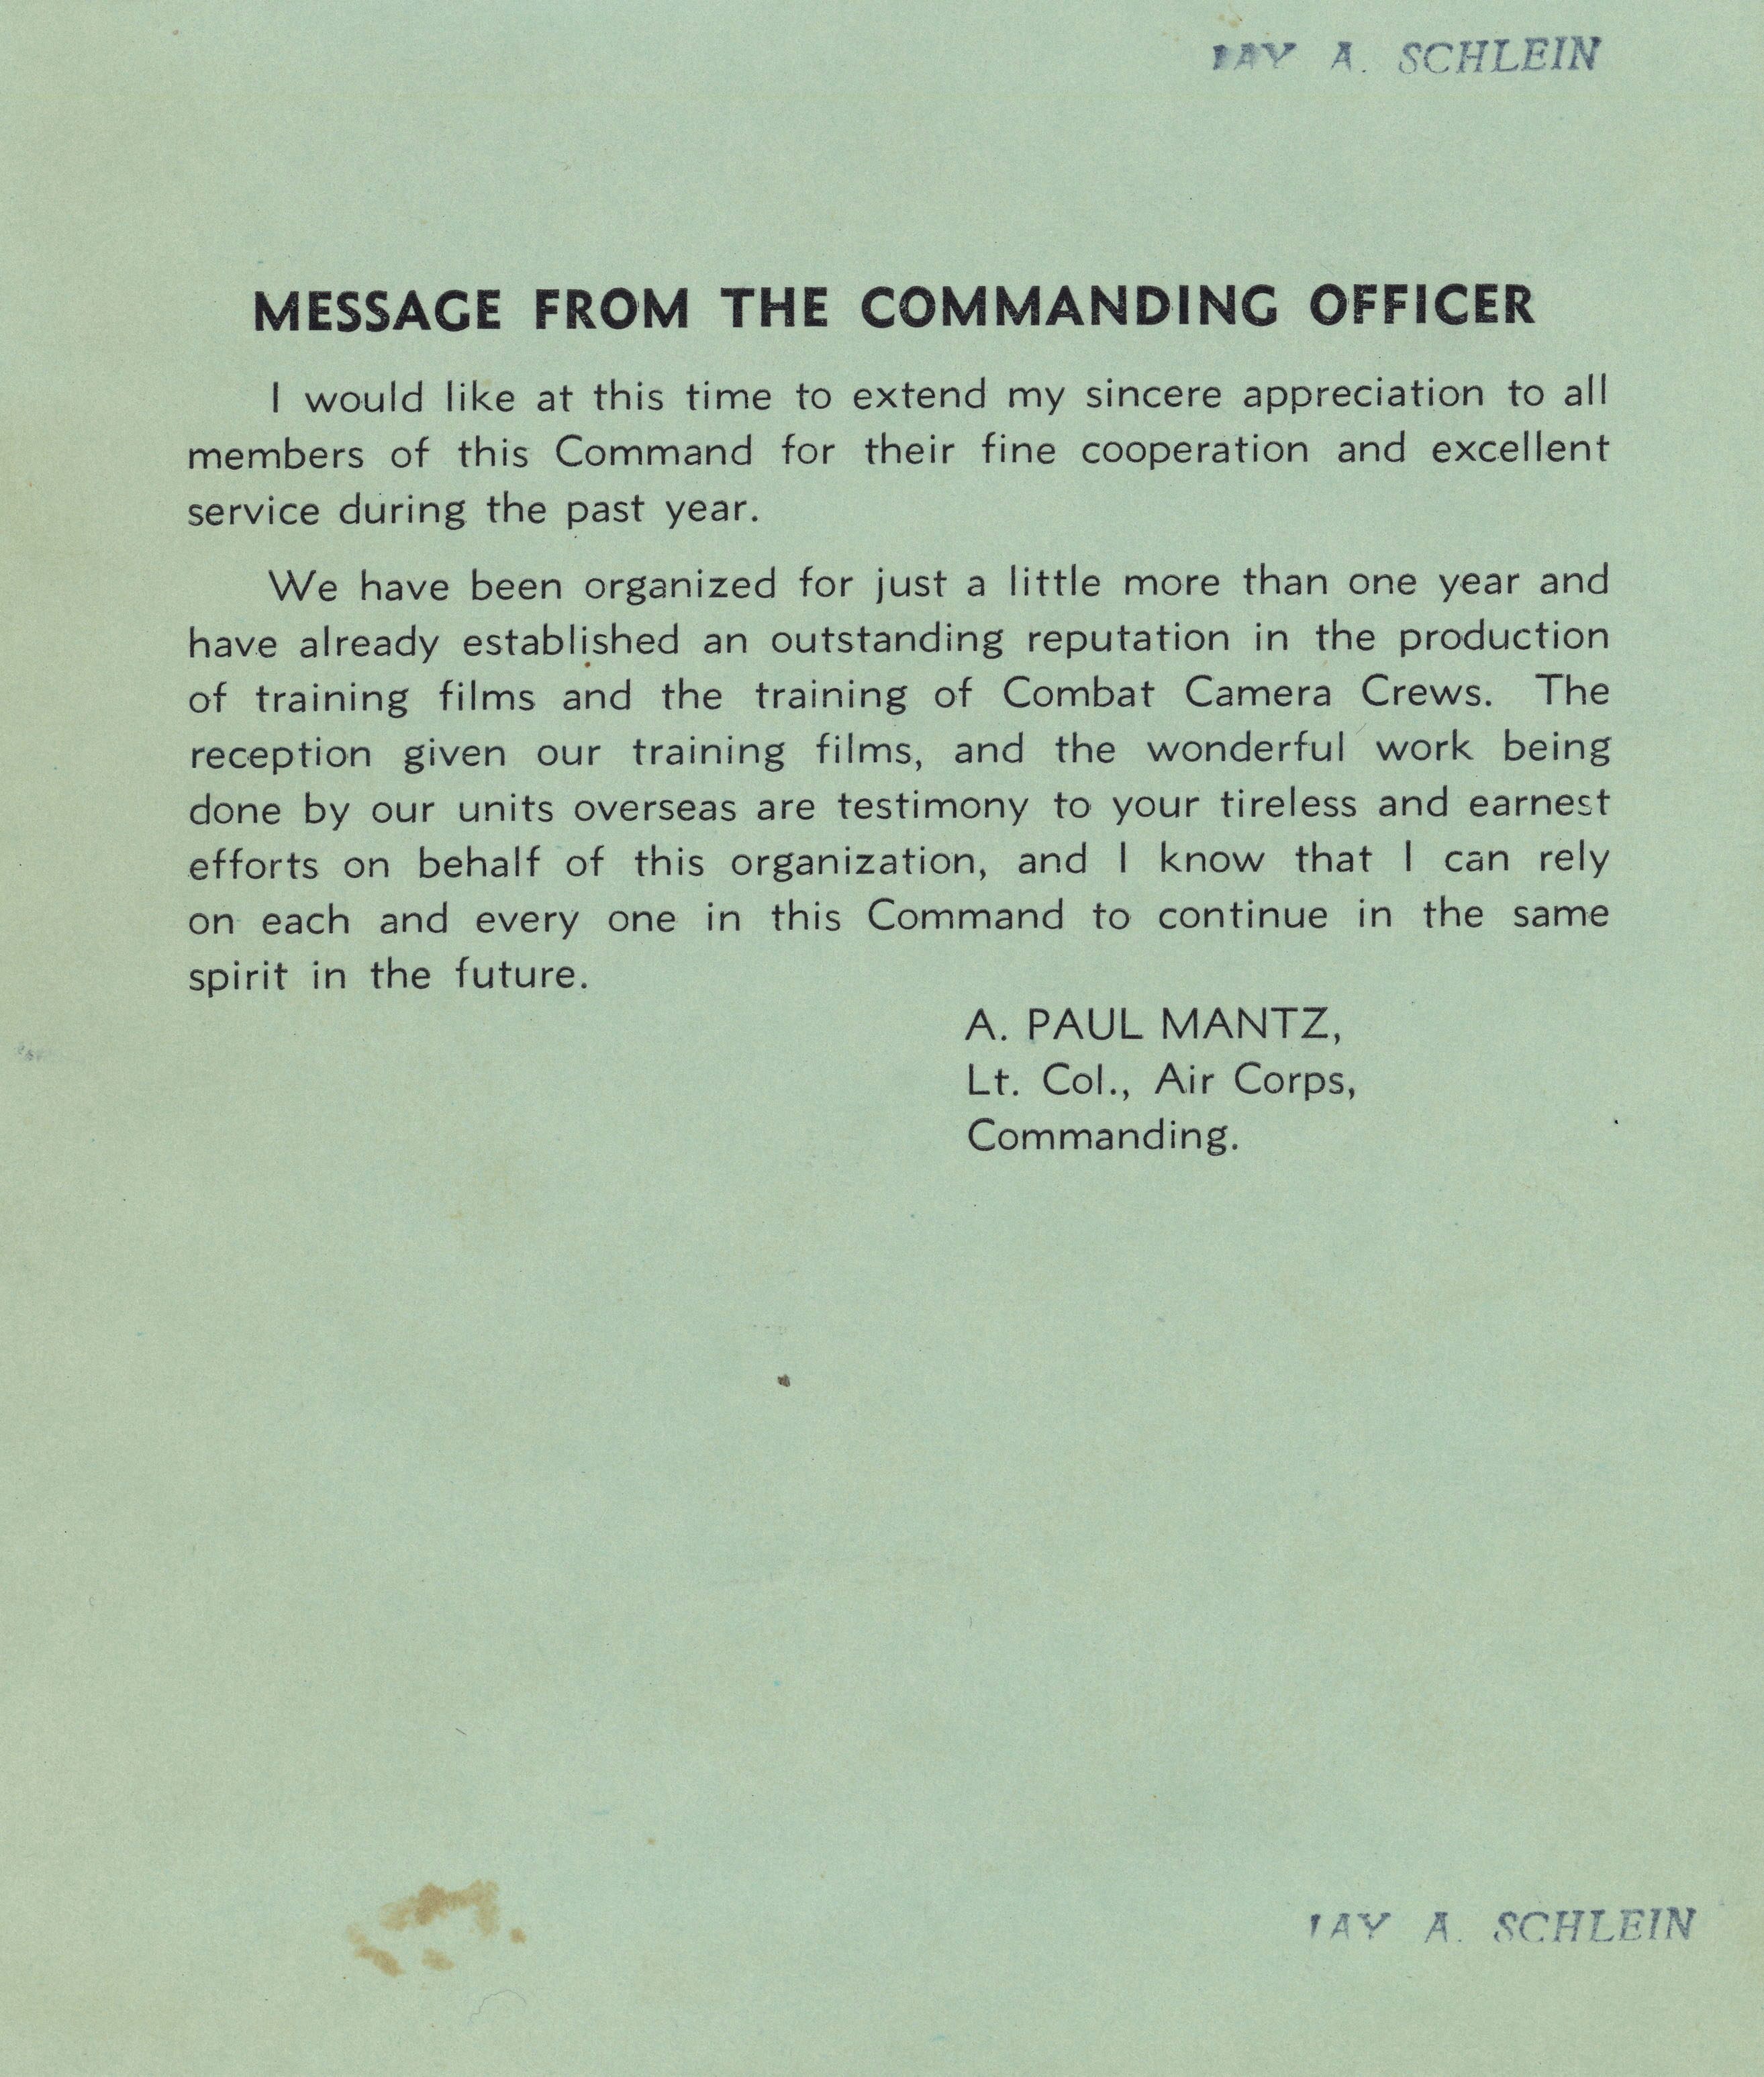 JAY A. SCHLEIN
MESSAGE FROM THE COMMANDING OFFICER
I would like at this time to extend my sincere appreciation to all
members of this Command for their fine cooperation and excellent
service during the past year.
We have been organized for just a little more than one year and
have already established an outstanding reputation in the production
of training films and the training of Combat Camera Crews. The
reception given our training films, and the wonderful work being
done by our units overseas are testimony to your tireless and earnest
efforts on behalf of this organization, and I know that I can rely
on each and every one in this Command to continue in the same
spirit in the future.
A. PAUL MANTZ,
Lt. Col., Air Corps,
Commanding.
JAY A. SCHLEIN